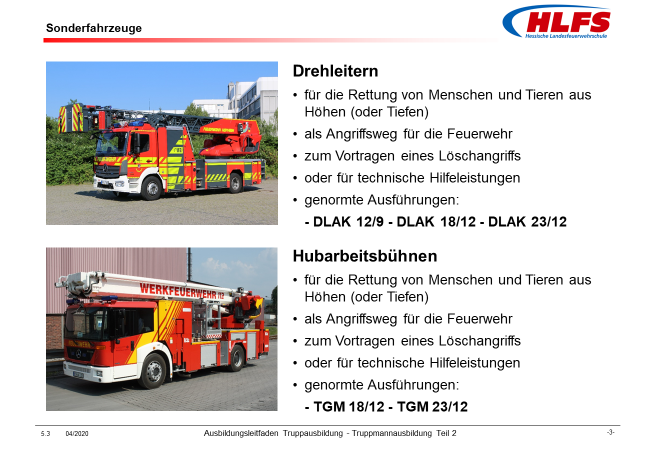 Sonderfahrzeuge
HLFS
Hessische Landesfeuerwehrschule
Drehleitern
• für die Rettung von Menschen und Tieren aus
Höhen (oder Tiefen)
• als Angriffsweg für die Feuerwehr
• zum Vortragen eines Löschangriffs
• oder für technische Hilfeleistungen
• genormte Ausführungen:
- DLAK 12/9 - DLAK 18/12 - DLAK 23/12
WERKFEUERWEHR 112
Hubarbeitsbühnen
• für die Rettung von Menschen und Tieren aus
Höhen (oder Tiefen)
• als Angriffsweg für die Feuerwehr
• zum Vortragen eines Löschangriffs
• oder für technische Hilfeleistungen
• genormte Ausführungen:
- TGM 18/12 - TGM 23/12
5.3 04/2020 Ausbildungsleitfaden Truppausbildung - Truppmannausbildung Teil 2 -3-